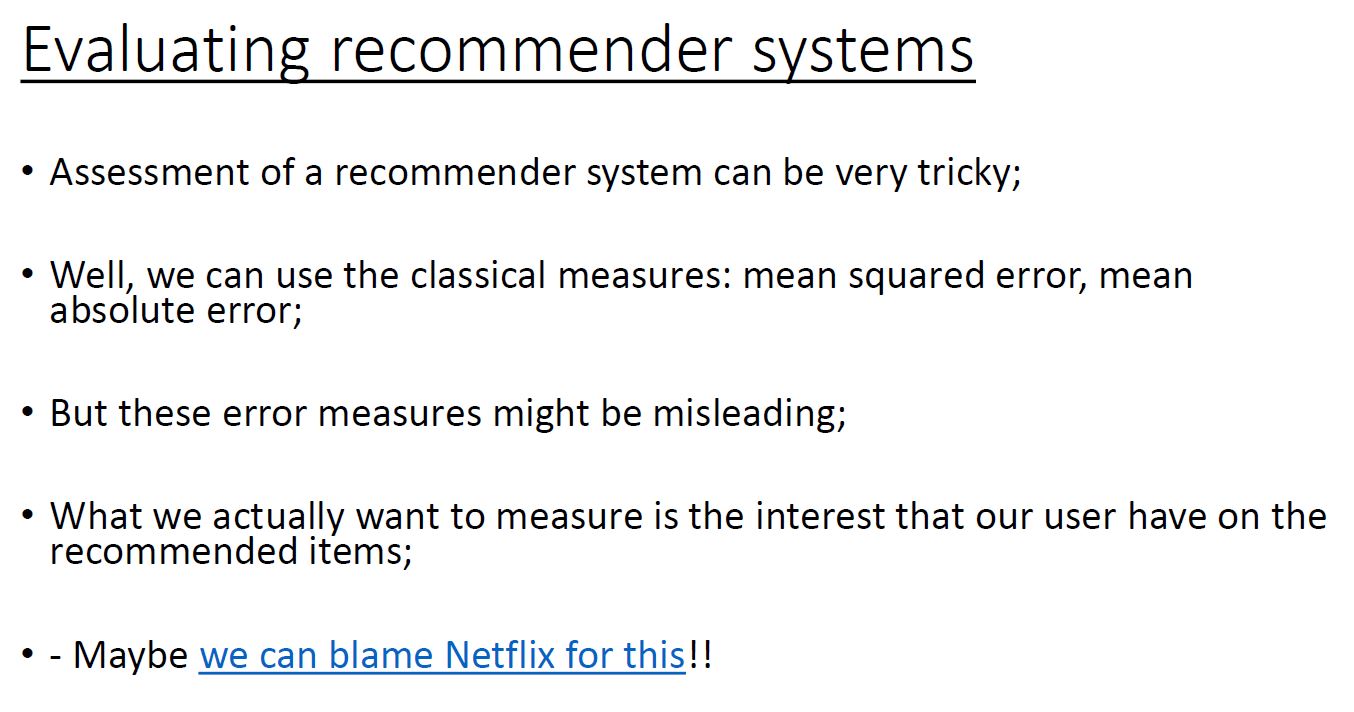 Evaluating recommender systems
• Assessment of a recommender system can be very tricky;
• Well, we can use the classical measures: mean squared error, mean
absolute error;
• But these error measures might be misleading;
• What we actually want to measure is the interest that our user have on the
recommended items;
• - Maybe we can blame Netflix for this!!